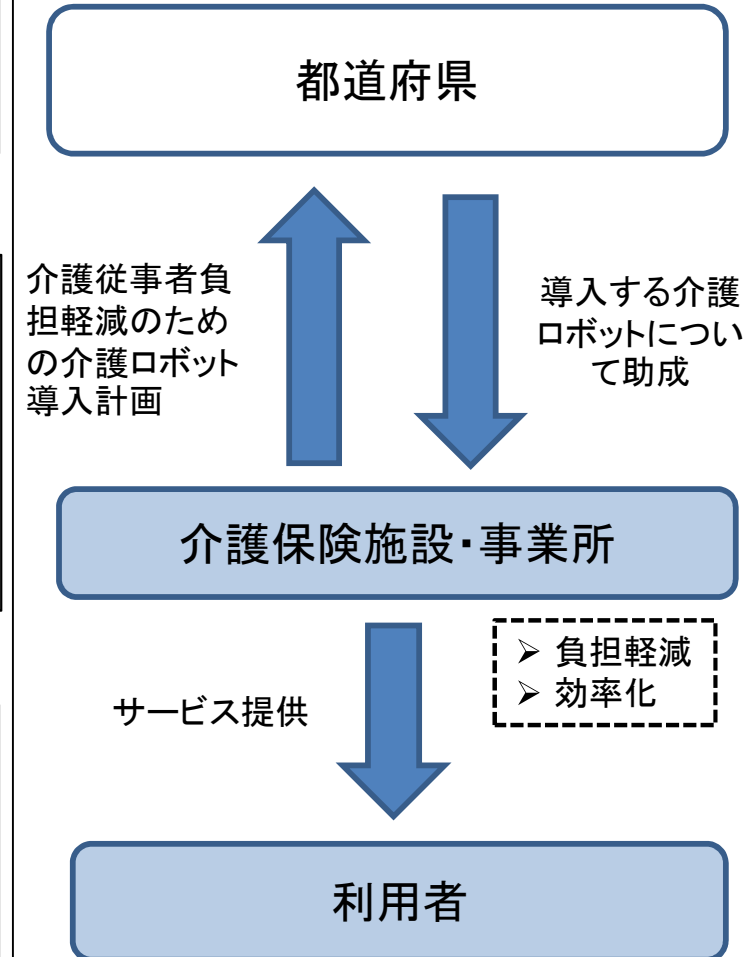 都道府県
介護従事者負
担軽減のため
の介護ロボット
導入計画
導入する介護
ロボットについ
て助成
介護保険施設・事業所
➢ 負担軽減
➢ 効率化
サービス提供
利用者